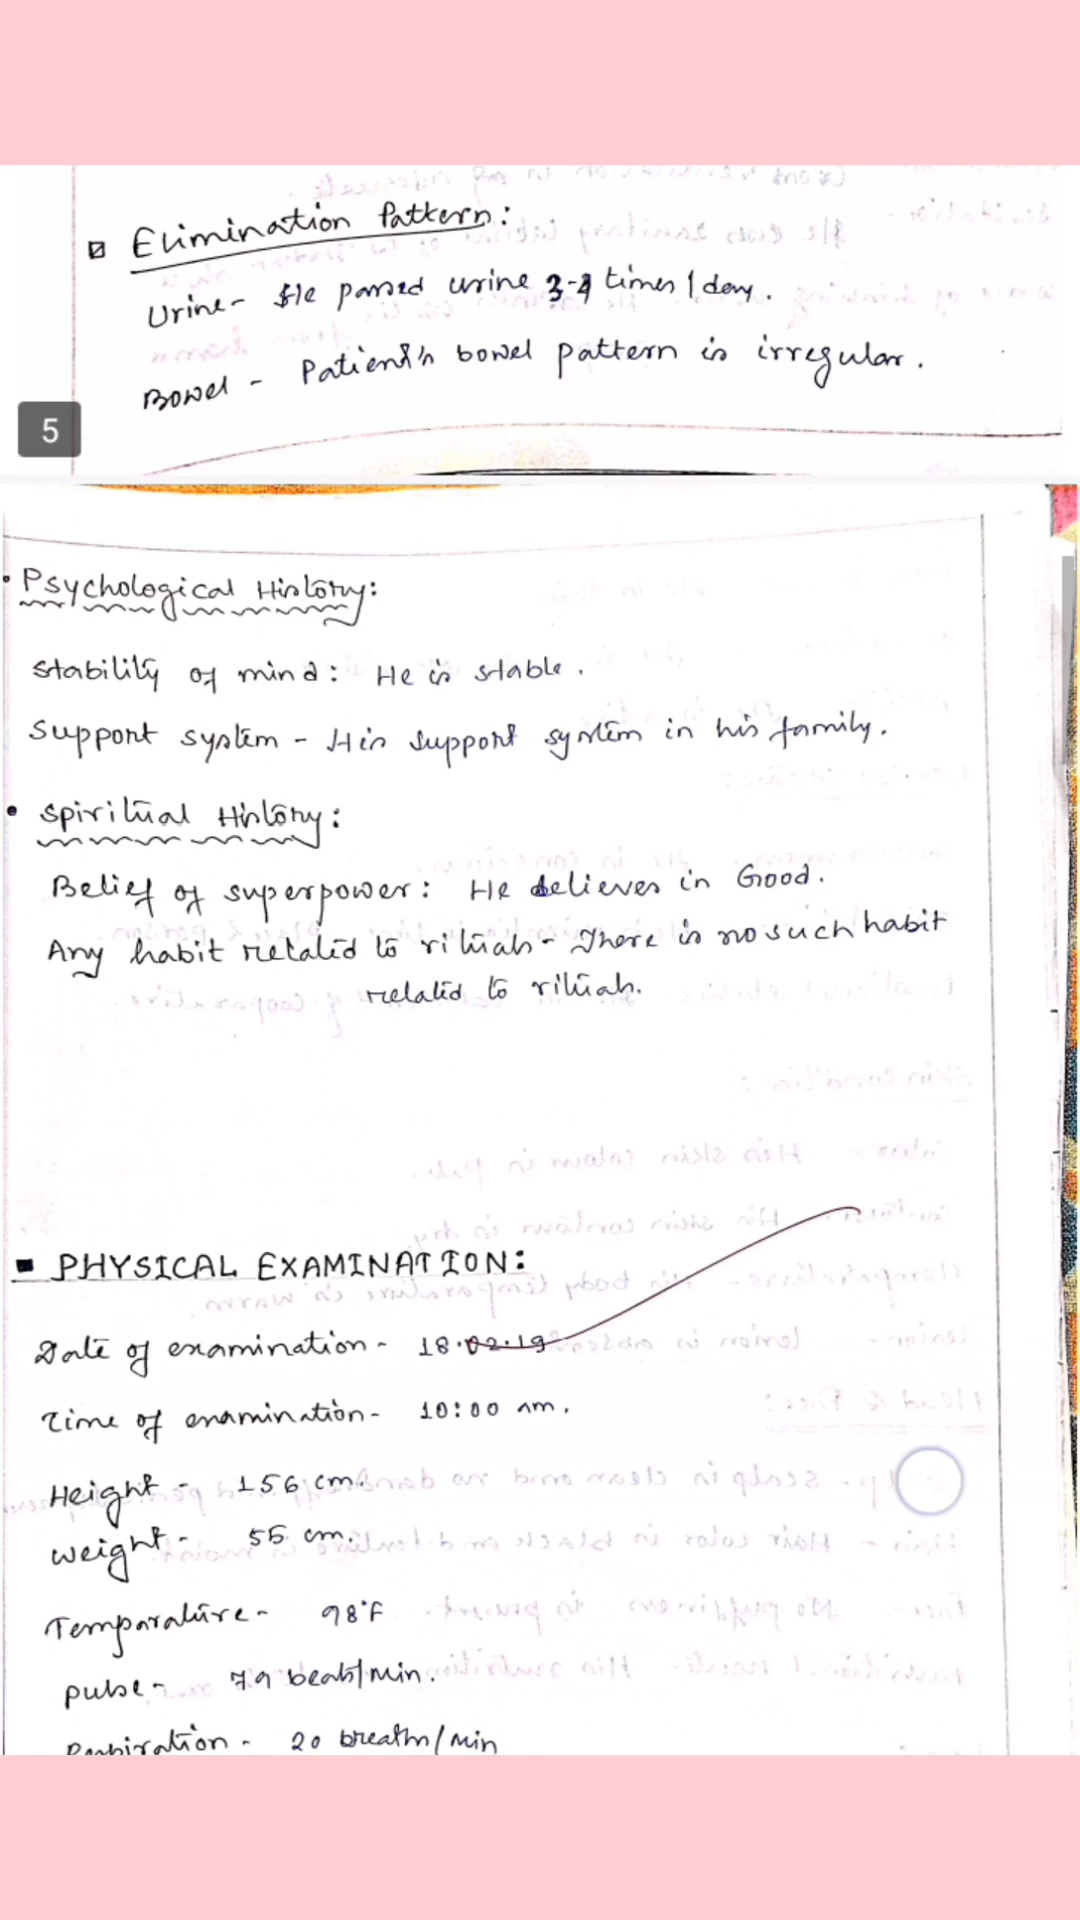 Elimination Pattern:
Urine- He passed urine 3-4 times/day.
Bowel - Patient's bowel pattern is irregular.
5
Psychological History:
Stability of mind: He is stable.
Support system - His support system is his family.
Spiritual History:
Belief of superpower: He believes in Good.
Any habit related to rituals- There is no such habit
related to rituals.
PHYSICAL EXAMINATION:
Date of examination- 18.02.19
Time of examination- 10:00 am.
Height - 156 cm.
Weight- 55 cm.
Temparature- 98°F
pulse- 79 beats/min.
Respiration - 20 breaths/min